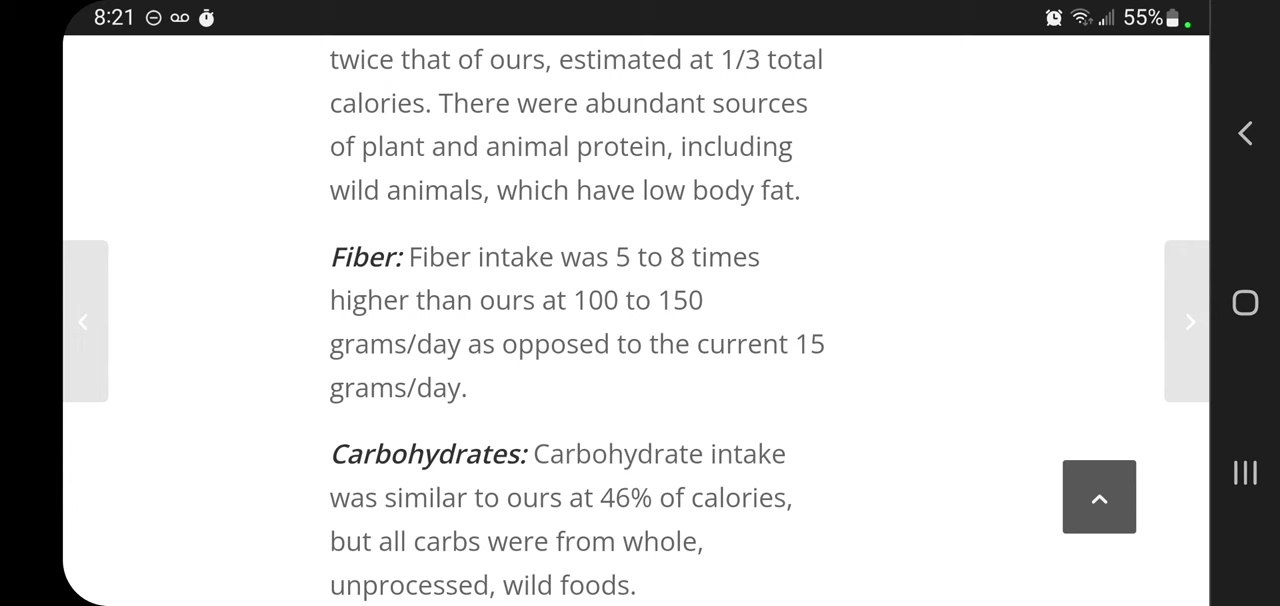 8:21
55%
twice that of ours, estimated at 1/3 total
calories. There were abundant sources
of plant and animal protein, including
wild animals, which have low body fat.
Fiber: Fiber intake was 5 to 8 times
higher than ours at 100 to 150
grams/day as opposed to the current 15
grams/day.
Carbohydrates: Carbohydrate intake
was similar to ours at 46% of calories,
but all carbs were from whole,
unprocessed, wild foods.